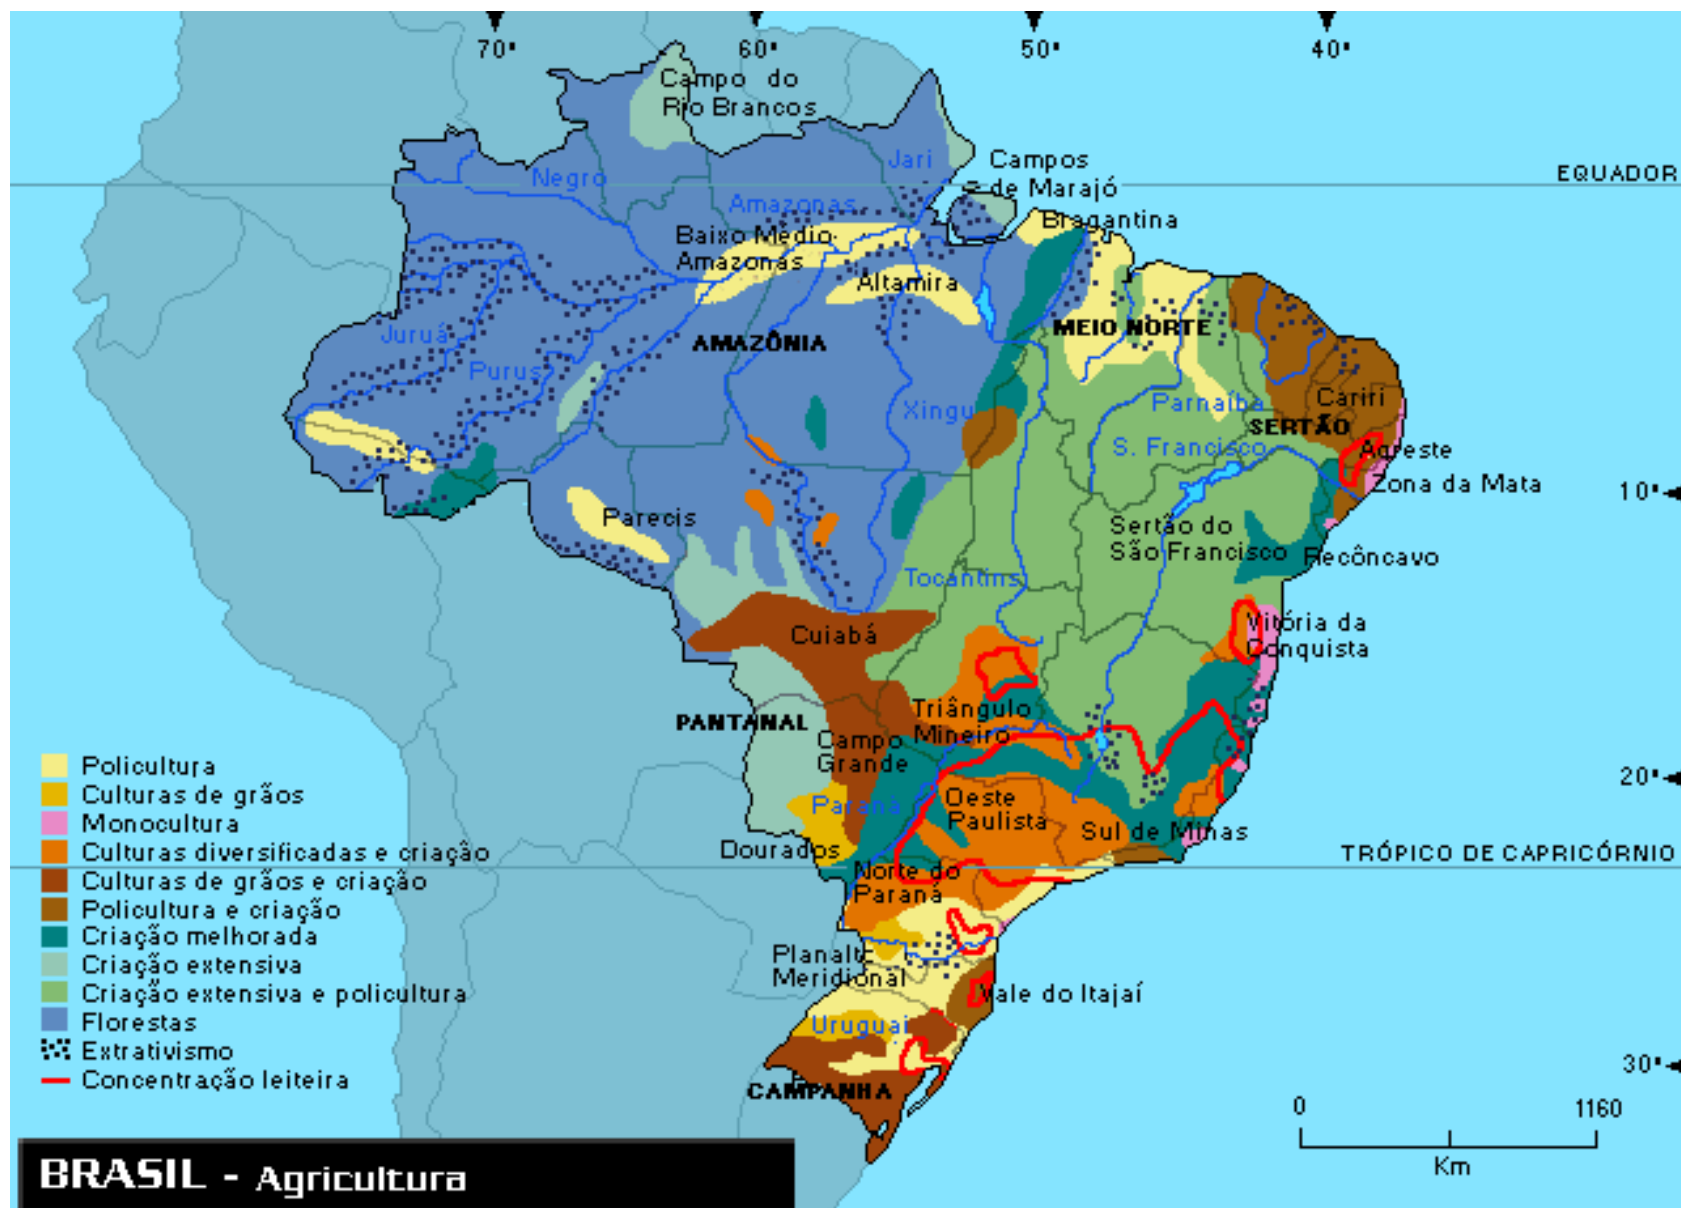 70°
60°
50°
40°
Campo do
Rio Brancos
Jari
Campos
de Marajó
EQUADOR
Negro
Amazonas
Bragantina
Baixo Médio
Amazonas
Altamira
MEIO NORTE
Juruá
AMAZÔNIA
Purus
Xingu
Parnaíba
Cariri
SERTÃO
S. Francisco
Agreste
Zona da Mata
10°
Parecis
Sertão do
São Francisco
Recôncavo
Tocantins
Cuiabá
Vitória da
Conquista
PANTANAL
Triângulo
Mineiro
Campo
Grande
20°
Paraná
Oeste
Paulista
Sul de Minas
Dourados
TRÓPICO DE CAPRICÓRNIO
Norte do
Paraná
Planalto
Meridional
Vale do Itajaí
Uruguai
30°
CAMPANHA
Policultura
Culturas de grãos
Monocultura
Culturas diversificadas e criação
Culturas de grãos e criação
Policultura e criação
Criação melhorada
Criação extensiva
Criação extensiva e policultura
Florestas
Extrativismo
Concentração leiteira
0
1160
Km
BRASIL - Agricultura